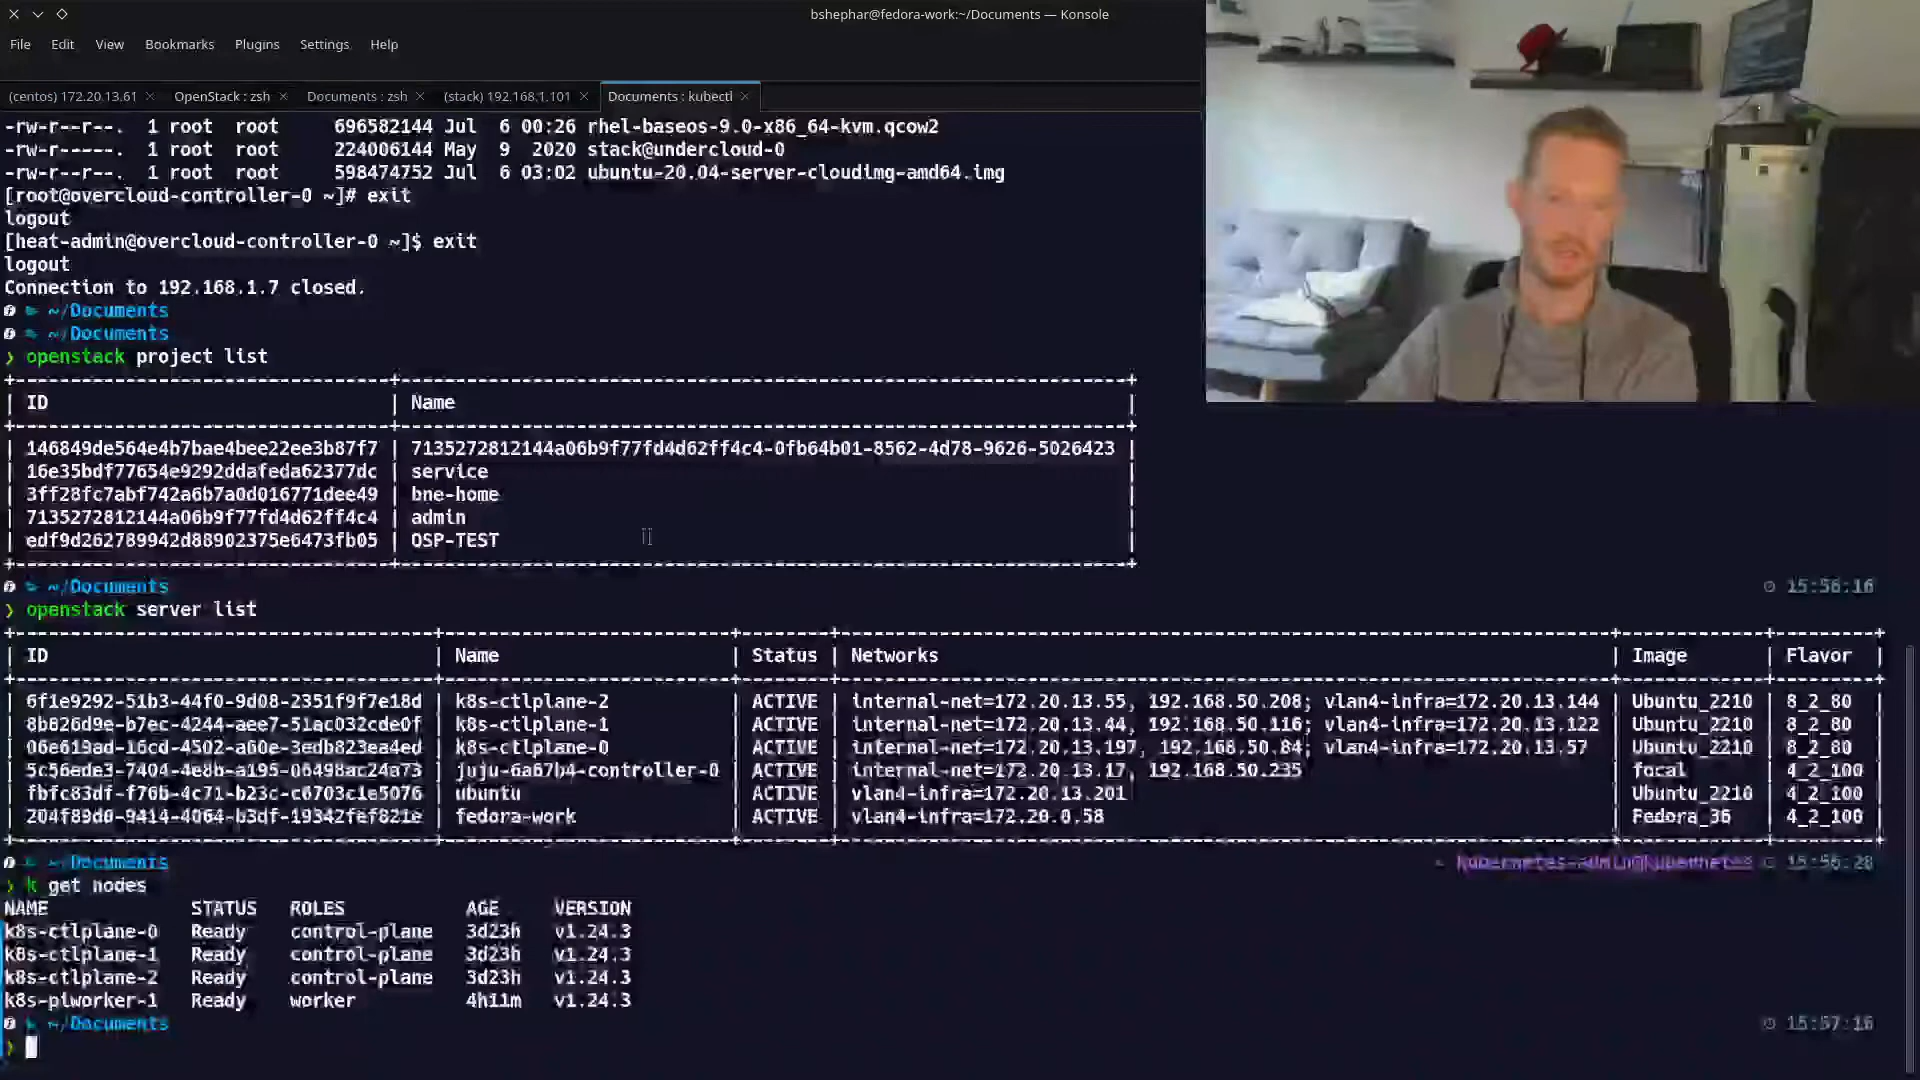 bshephar@fedora-work:~/Documents — Konsole
File Edit View Bookmarks Plugins Settings Help
(centos) 172.20.13.61 OpenStack : zsh Documents : zsh (stack) 192.168.1.101 Documents : kubectl
-rw-r--r--. 1 root root 696582144 Jul 6 00:26 rhel-baseos-9.0-x86_64-kvm.qcow2
-rw-r-----. 1 root root 224006144 May 9 2020 stack@undercloud-0
-rw-r--r--. 1 root root 598474752 Jul 6 03:02 ubuntu-20.04-server-cloudimg-amd64.img
[root@overcloud-controller-0 ~]# exit
logout
[heat-admin@overcloud-controller-0 ~]$ exit
logout
Connection to 192.168.1.7 closed.
~/Documents
~/Documents
❯ openstack project list
| ID | Name |
| 146849de564e4b7bae4bee22ee3b87f7 | 7135272812144a06b9f77fd4d62ff4c4-0fb64b01-8562-4d78-9626-5026423 |
| 16e35bdf77654e9292ddafeda62377dc | service |
| 3ff28fc7abf742a6b7a0d016771dee49 | bne-home |
| 7135272812144a06b9f77fd4d62ff4c4 | admin |
| edf9d262789942d88902375e6473fb05 | OSP-TEST |
~/Documents 15:56:16
❯ openstack server list
| ID | Name | Status | Networks | Image | Flavor |
| 6f1e9292-51b3-44f0-9d08-2351f9f7e18d | k8s-ctlplane-2 | ACTIVE | internal-net=172.20.13.55, 192.168.50.208; vlan4-infra=172.20.13.144 | Ubuntu_2210 | 8_2_80 |
| 8b826d9e-b7ec-4244-aee7-51ac032cde0f | k8s-ctlplane-1 | ACTIVE | internal-net=172.20.13.44, 192.168.50.116; vlan4-infra=172.20.13.122 | Ubuntu_2210 | 8_2_80 |
| 06e619ad-16cd-4502-a60e-3edb823ea4ed | k8s-ctlplane-0 | ACTIVE | internal-net=172.20.13.197, 192.168.50.84; vlan4-infra=172.20.13.57 | Ubuntu_2210 | 8_2_80 |
| 5c56ede3-7404-4e8b-a195-06498ac24a73 | juju-6a67b4-controller-0 | ACTIVE | internal-net=172.20.13.17, 192.168.50.235 | focal | 4_2_100 |
| fbfc83df-f76b-4c71-b23c-c6703c1e5076 | ubuntu | ACTIVE | vlan4-infra=172.20.13.201 | Ubuntu_2210 | 4_2_100 |
| 204f89d0-9414-4064-b3df-19342fef821e | fedora-work | ACTIVE | vlan4-infra=172.20.0.58 | Fedora_36 | 4_2_100 |
~/Documents kubernetes-admin@kubernetes 15:56:28
❯ k get nodes
NAME STATUS ROLES AGE VERSION
k8s-ctlplane-0 Ready control-plane 3d23h v1.24.3
k8s-ctlplane-1 Ready control-plane 3d23h v1.24.3
k8s-ctlplane-2 Ready control-plane 3d23h v1.24.3
k8s-piworker-1 Ready worker 4h11m v1.24.3
~/Documents 15:57:16
❯